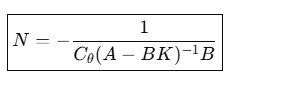 N = -\frac{1}{C_{\theta}(A - BK)^{-1}B}